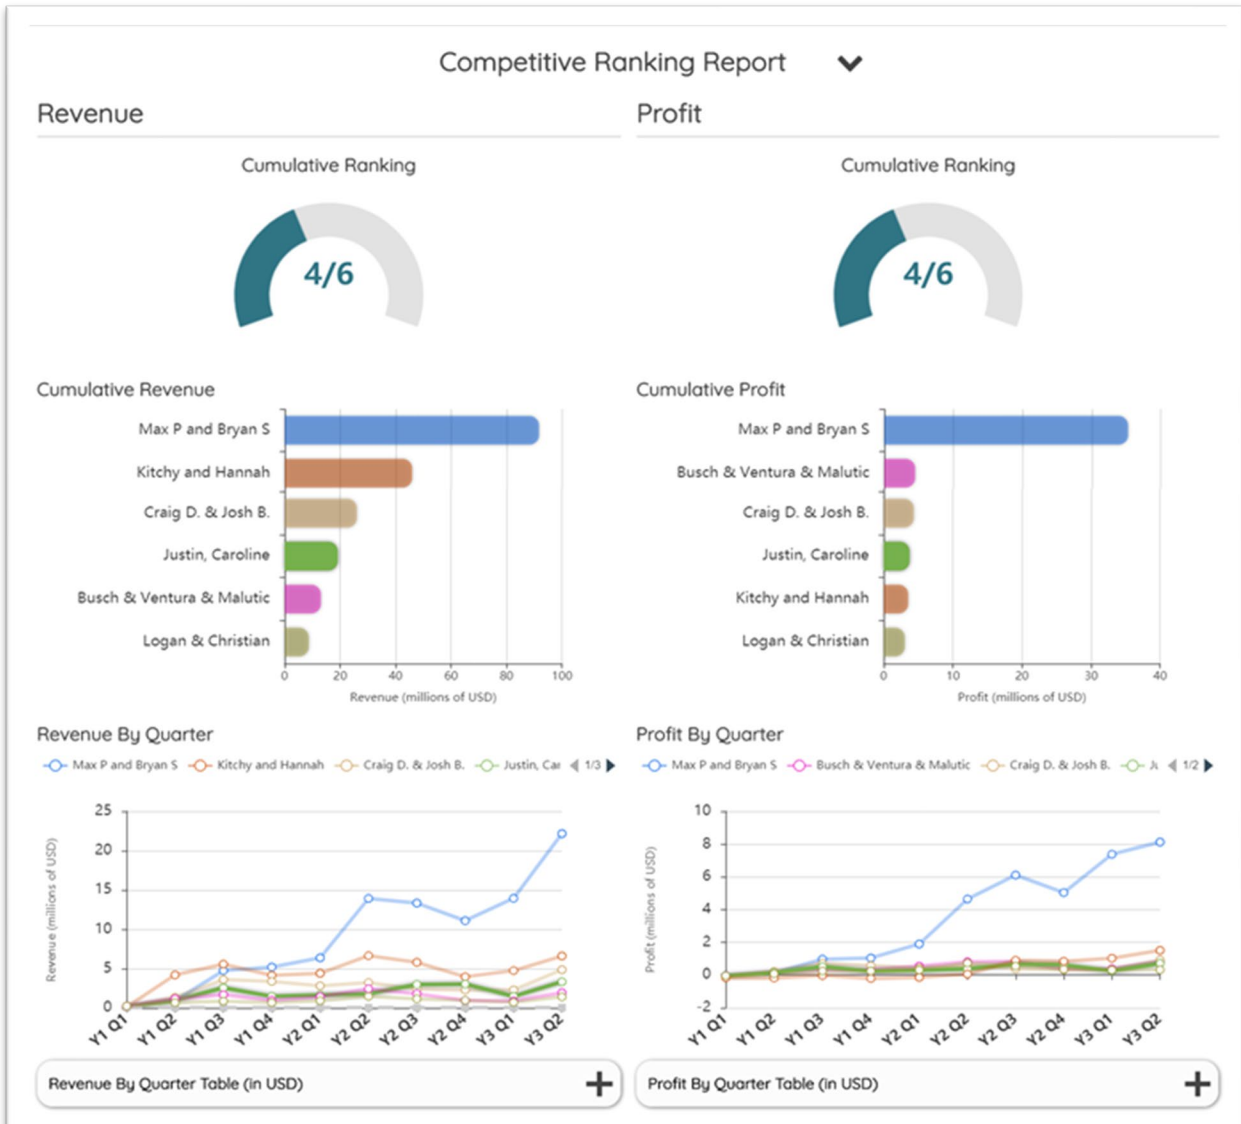 Competitive Ranking Report
Revenue
Cumulative Ranking
4/6
Cumulative Revenue
Max P and Bryan S
Kitchy and Hannah
Craig D. & Josh B.
Justin, Caroline
Busch & Ventura & Malutic
Logan & Christian
0 20 40 60 80 100
Revenue (millions of USD)
Revenue By Quarter
Max P and Bryan S Kitchy and Hannah Craig D. & Josh B. Justin, Car 1/3
Revenue (millions of USD)
25
20
15
10
5
0
Y1 Q1 Y1 Q2 Y1 Q3 Y1 Q4 Y2 Q1 Y2 Q2 Y2 Q3 Y2 Q4 Y3 Q1 Y3 Q2
Revenue By Quarter Table (in USD)
Profit
Cumulative Ranking
4/6
Cumulative Profit
Max P and Bryan S
Busch & Ventura & Malutic
Craig D. & Josh B.
Justin, Caroline
Kitchy and Hannah
Logan & Christian
0 10 20 30 40
Profit (millions of USD)
Profit By Quarter
Max P and Bryan S Busch & Ventura & Malutic Craig D. & Josh B. 1/2
Profit (millions of USD)
10
8
6
4
2
0
-2
Y1 Q1 Y1 Q2 Y1 Q3 Y1 Q4 Y2 Q1 Y2 Q2 Y2 Q3 Y2 Q4 Y3 Q1 Y3 Q2
Profit By Quarter Table (in USD)